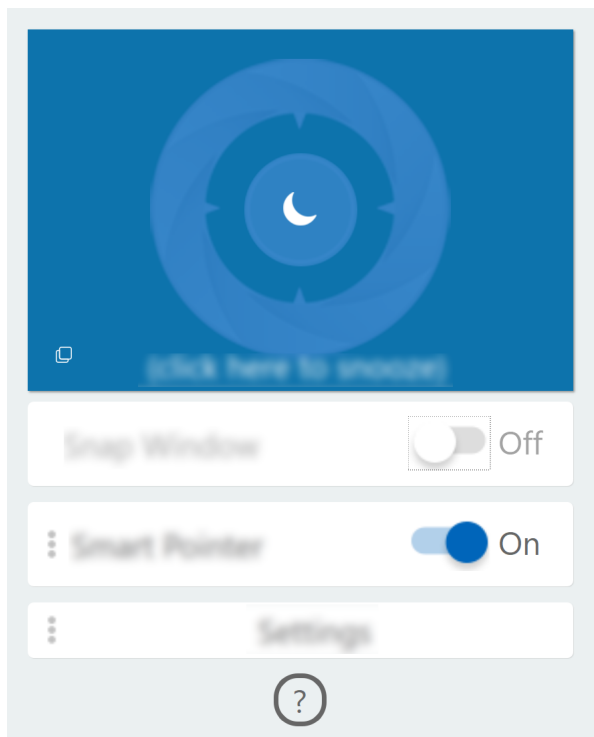 (click here to snooze)
Snap Window Off
Smart Pointer On
Settings
?